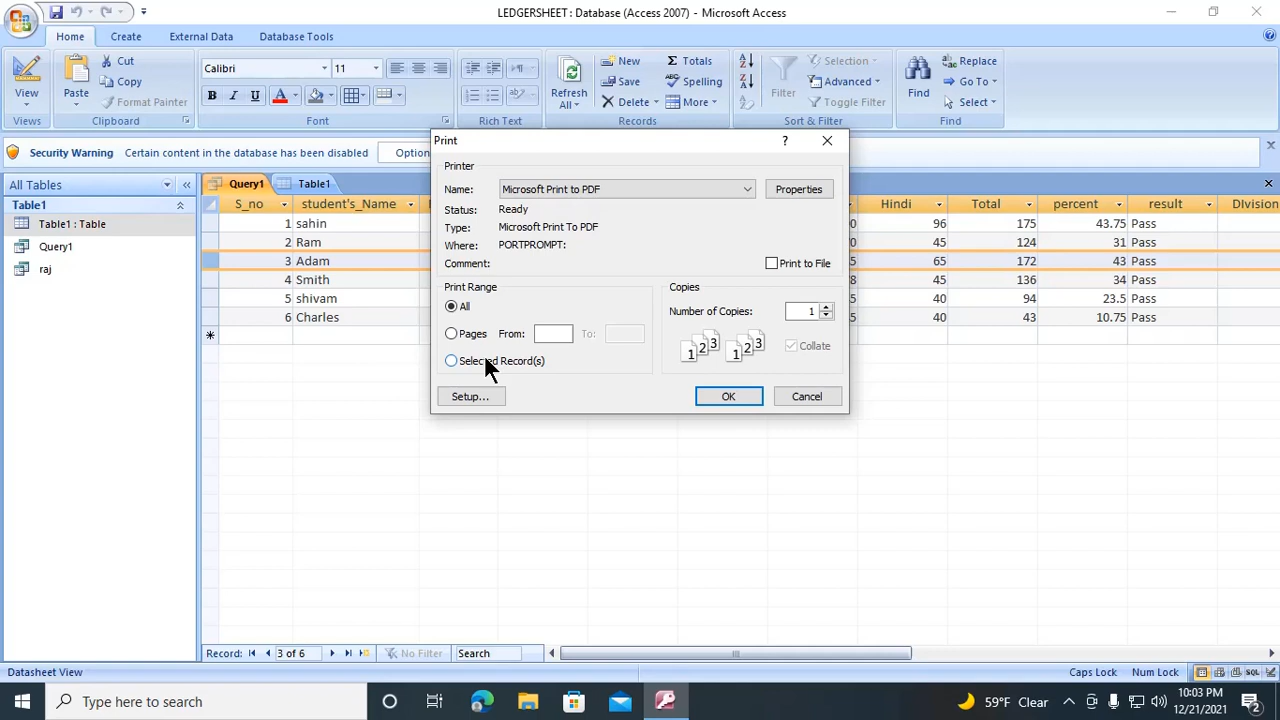 LEDGERSHEET : Database (Access 2007) - Microsoft Access
Home Create External Data Database Tools
View
Views
Paste
Cut
Copy
Format Painter
Clipboard
Calibri 11
B I U A
Font
Rich Text
Refresh All
New
Save
Delete
Totals
Spelling
More
Records
Filter
Selection
Advanced
Toggle Filter
Sort & Filter
Find
Replace
Go To
Select
Find
Security Warning Certain content in the database has been disabled Option
All Tables
Table1
Table1 : Table
Query1
raj
Query1 Table1
S_no student's_Name Hindi Total percent result Division
1 sahin 96 175 43.75 Pass
2 Ram 45 124 31 Pass
3 Adam 65 172 43 Pass
4 Smith 45 136 34 Pass
5 shivam 40 94 23.5 Pass
6 Charles 40 43 10.75 Pass
Print
Printer
Name: Microsoft Print to PDF Properties
Status: Ready
Type: Microsoft Print To PDF
Where: PORTPROMPT:
Comment: Print to File
Print Range
All
Pages From: To:
Selected Record(s)
Copies
Number of Copies: 1
1 2 3 1 2 3
Collate
Setup... OK Cancel
Record: 3 of 6 No Filter Search
Datasheet View Caps Lock Num Lock SQL
Type here to search
59°F Clear
10:03 PM
12/21/2021
2